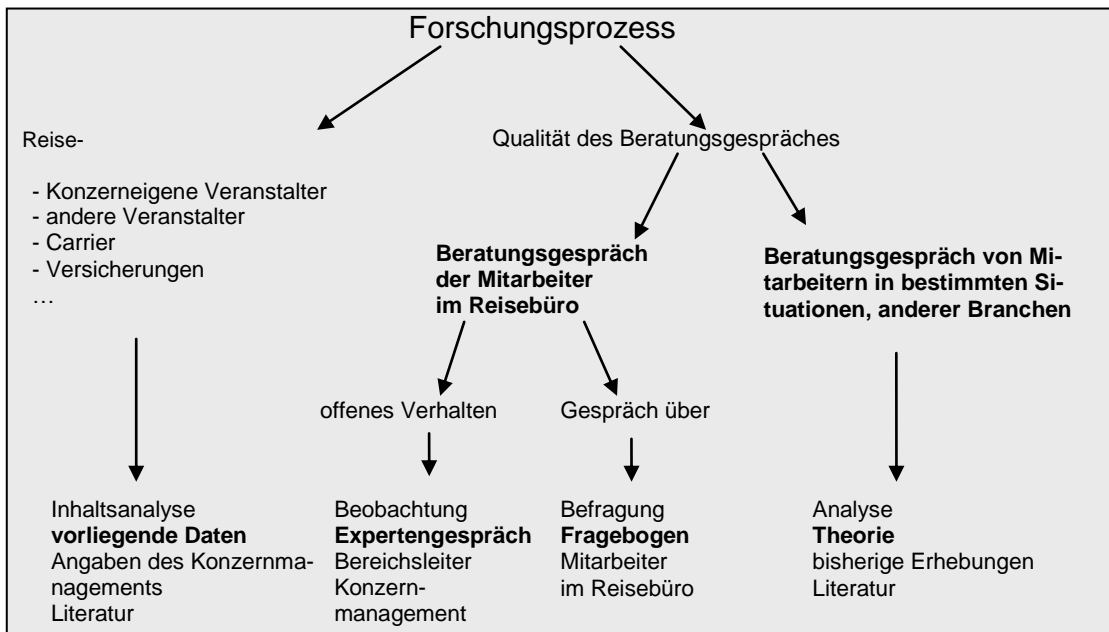 Forschungsprozess
Reise-
- Konzerneigene Veranstalter
- andere Veranstalter
- Carrier
- Versicherungen
…
Qualität des Beratungsgespräches
Beratungsgespräch
der Mitarbeiter
im Reisebüro
Beratungsgespräch von Mi-
tarbeitern in bestimmten Si-
tuationen, anderer Branchen
offenes Verhalten
Gespräch über
Inhaltsanalyse
vorliegende Daten
Angaben des Konzernma-
nagements
Literatur
Beobachtung
Expertengespräch
Bereichsleiter
Konzern-
management
Befragung
Fragebogen
Mitarbeiter
im Reisebüro
Analyse
Theorie
bisherige Erhebungen
Literatur